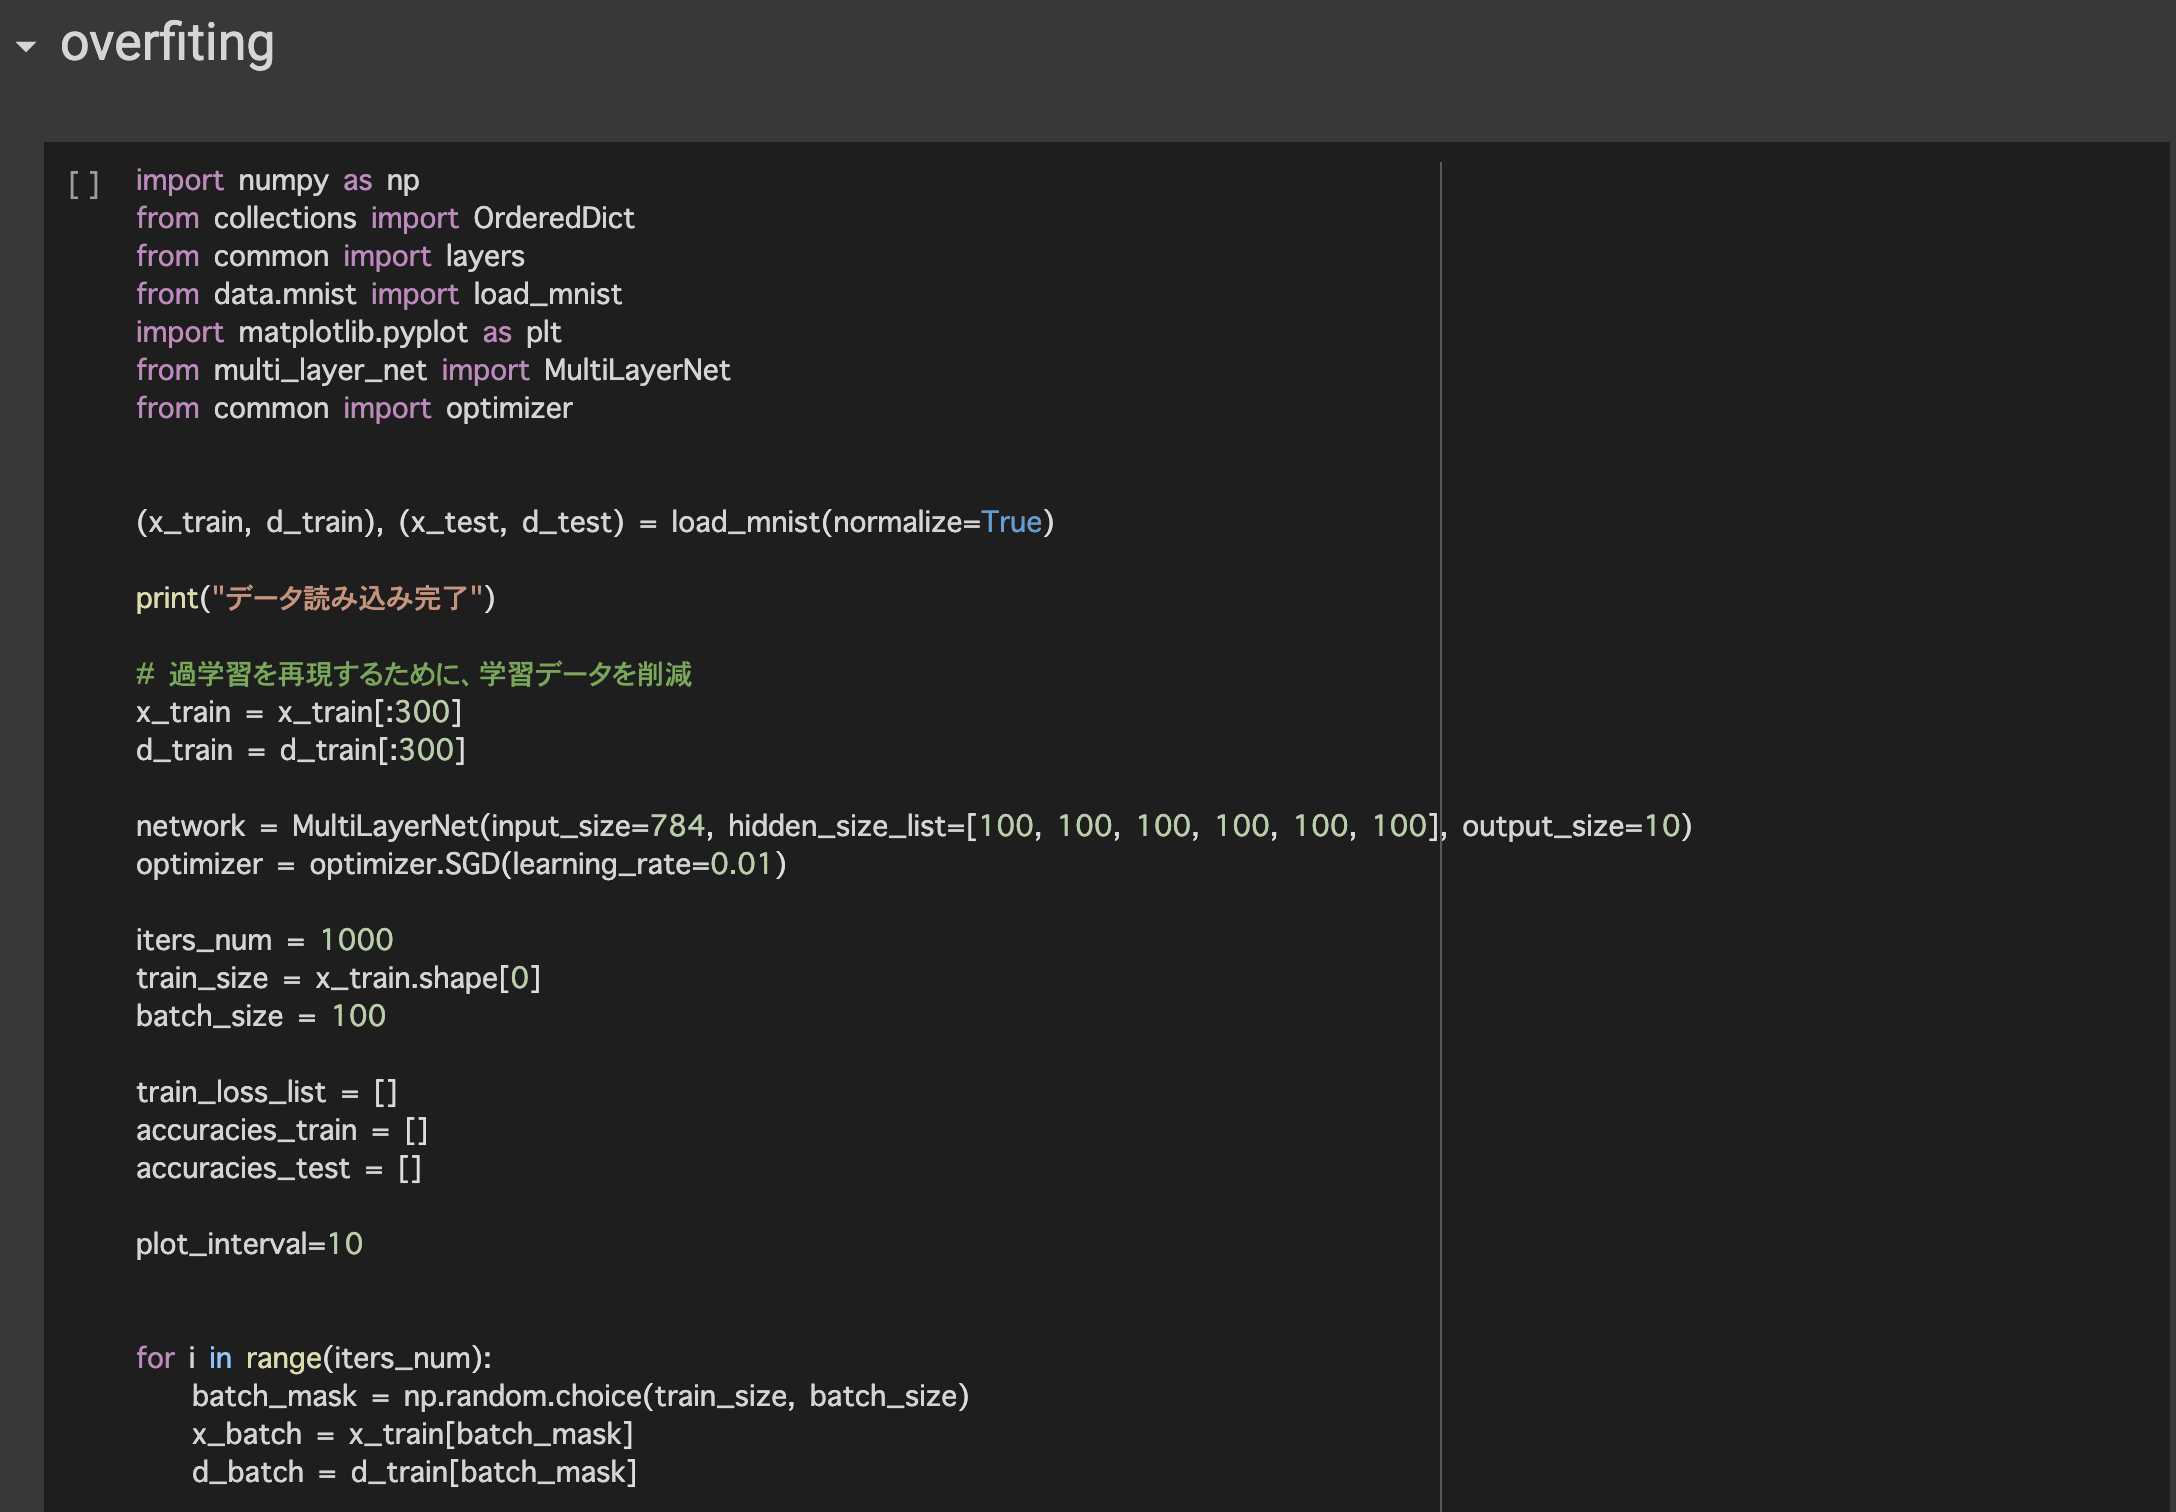 overfiting
[ ]
import numpy as np
from collections import OrderedDict
from common import layers
from data.mnist import load_mnist
import matplotlib.pyplot as plt
from multi_layer_net import MultiLayerNet
from common import optimizer
(x_train, d_train), (x_test, d_test) = load_mnist(normalize=True)
print("データ読み込み完了")
# 過学習を再現するために、学習データを削減
x_train = x_train[:300]
d_train = d_train[:300]
network = MultiLayerNet(input_size=784, hidden_size_list=[100, 100, 100, 100, 100, 100], output_size=10)
optimizer = optimizer.SGD(learning_rate=0.01)
iters_num = 1000
train_size = x_train.shape[0]
batch_size = 100
train_loss_list = []
accuracies_train = []
accuracies_test = []
plot_interval=10
for i in range(iters_num):
    batch_mask = np.random.choice(train_size, batch_size)
    x_batch = x_train[batch_mask]
    d_batch = d_train[batch_mask]